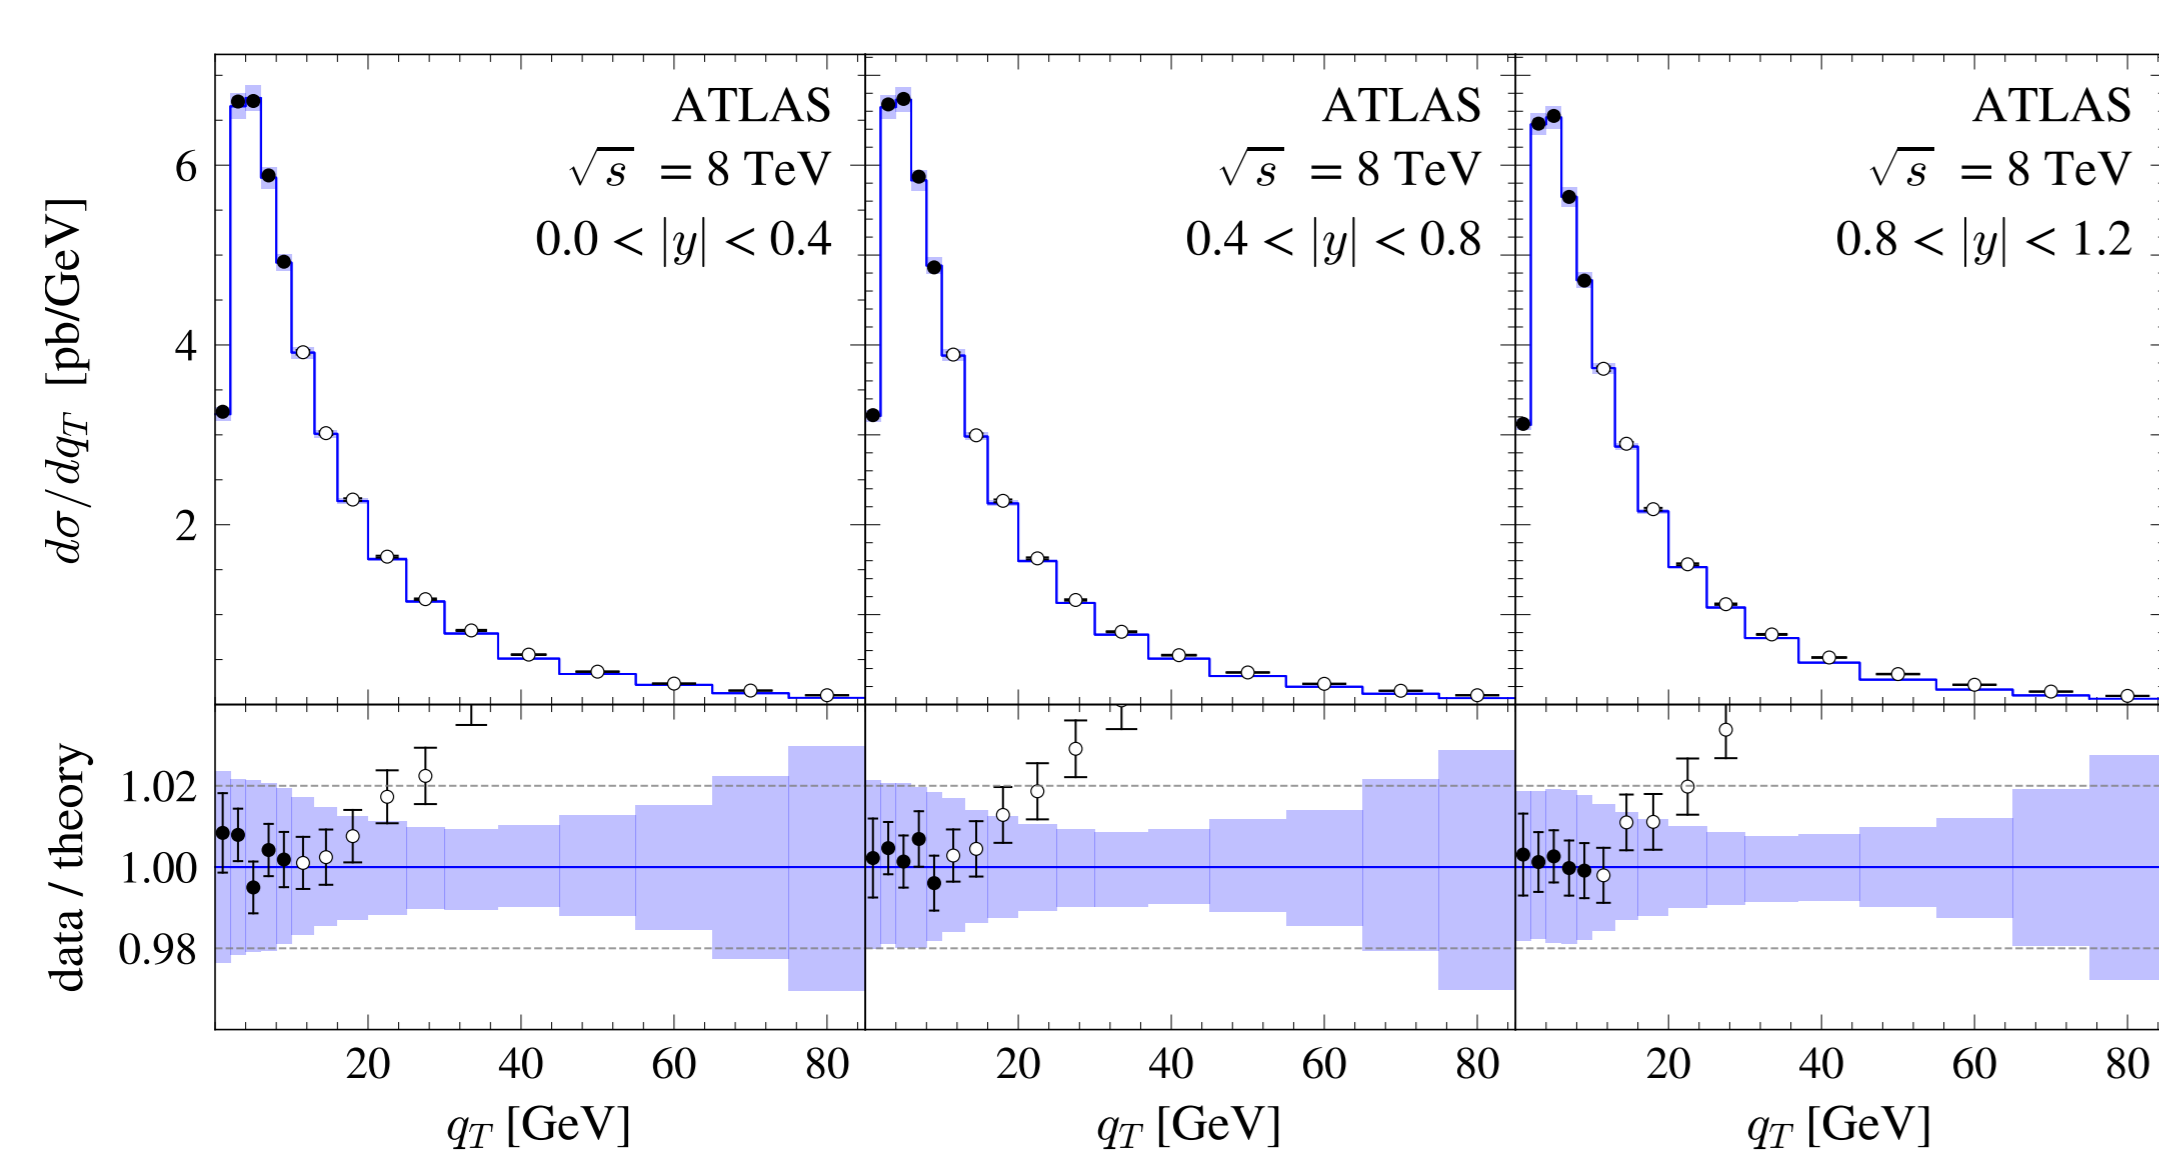 ATLAS
√s = 8 TeV
0.0 < |y| < 0.4
ATLAS
√s = 8 TeV
0.4 < |y| < 0.8
ATLAS
√s = 8 TeV
0.8 < |y| < 1.2
dσ/dq_T [pb/GeV]
6
4
2
data / theory
1.02
1.00
0.98
20 40 60 80
20 40 60 80
20 40 60 80
q_T [GeV]
q_T [GeV]
q_T [GeV]